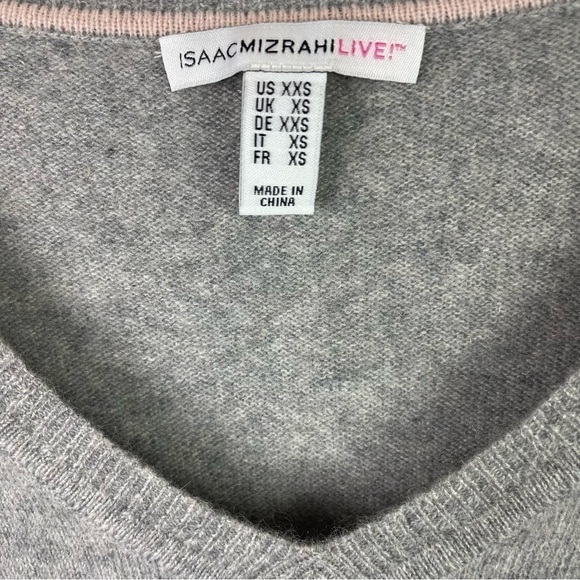 ISAACMIZRAHILIVE!™
US XXS
UK XS
DE XXS
IT XS
FR XS
MADE IN
CHINA